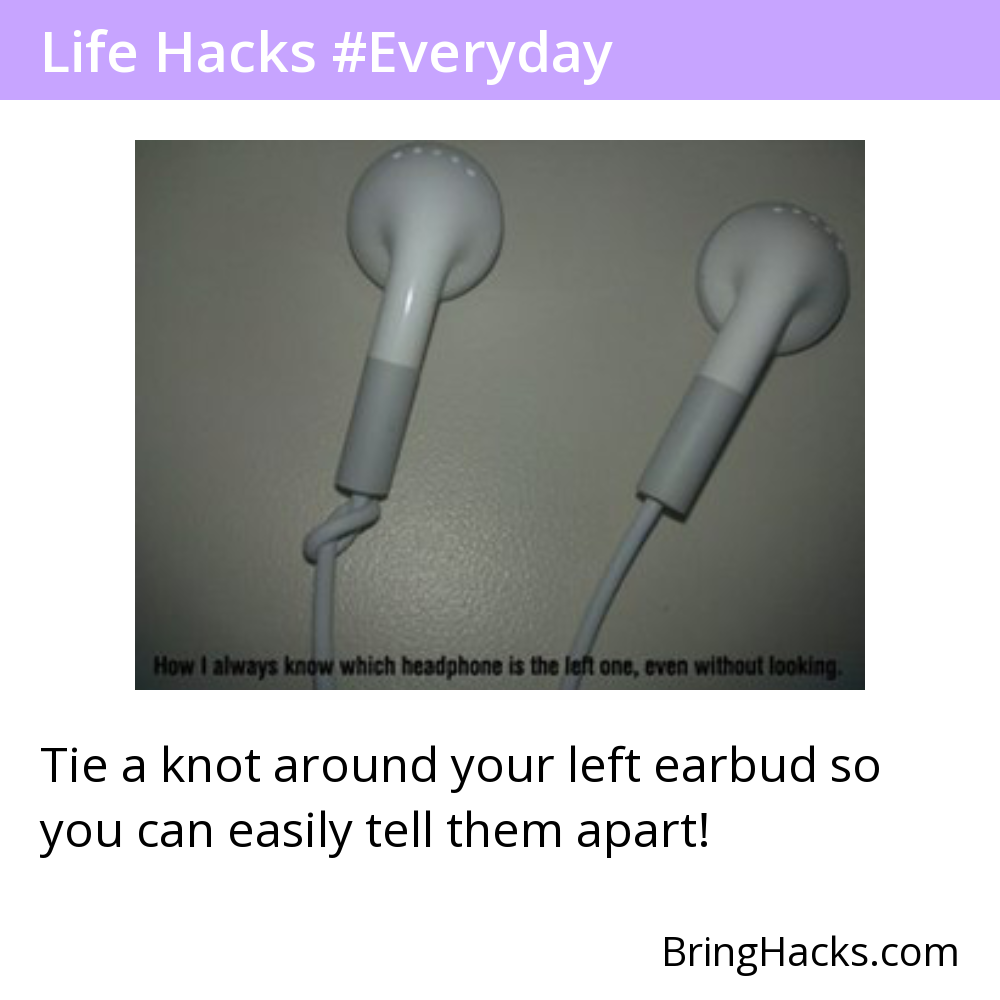 Life Hacks #Everyday
How I always know which headphone is the left one, even without looking.
Tie a knot around your left earbud so
you can easily tell them apart!
BringHacks.com